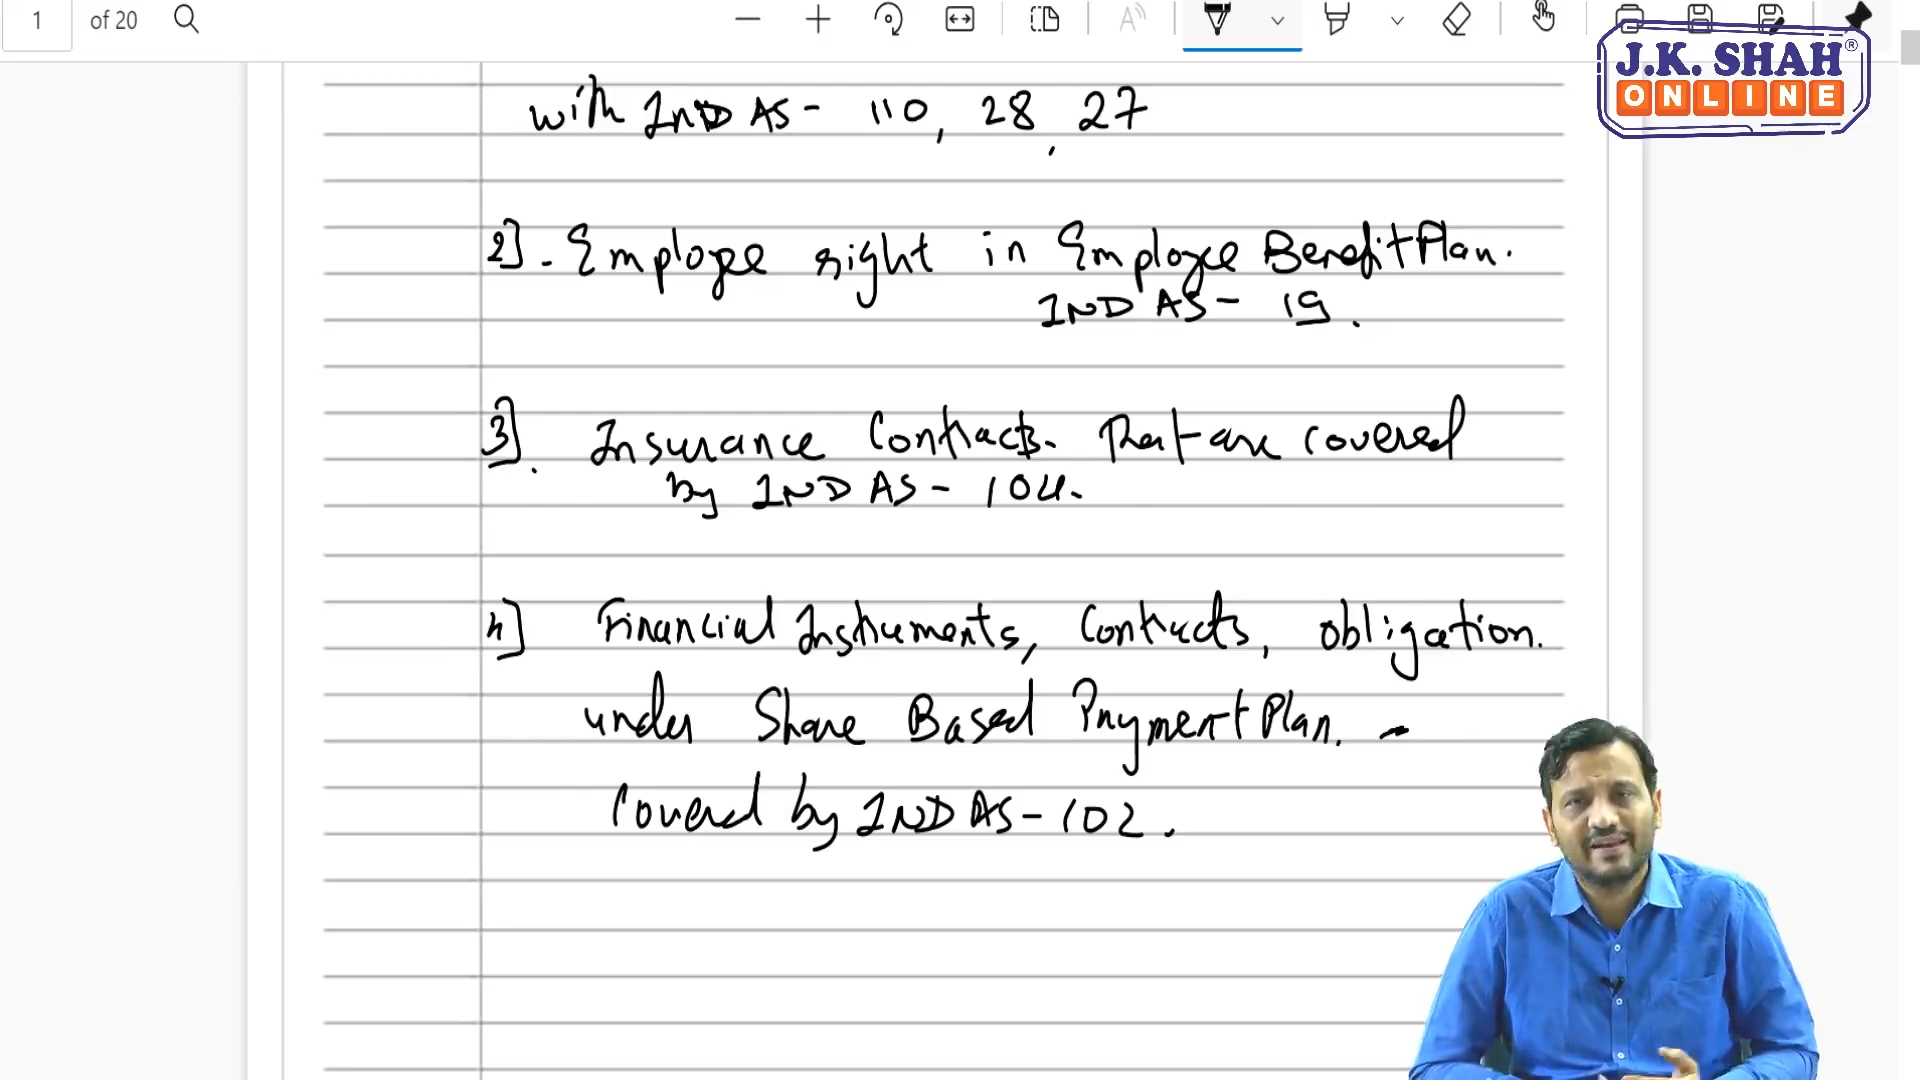 1 of 20
J.K. SHAH®
ONLINE
with IND AS - 110, 28, 27
2] - Employee right in Employee Benefit Plan.
IND AS - 19.
3]. Insurance Contracts. That are covered
by IND AS - 104.
4] Financial Instruments, Contracts, obligation.
under Share Based Payment Plan. -
Covered by IND AS - 102.